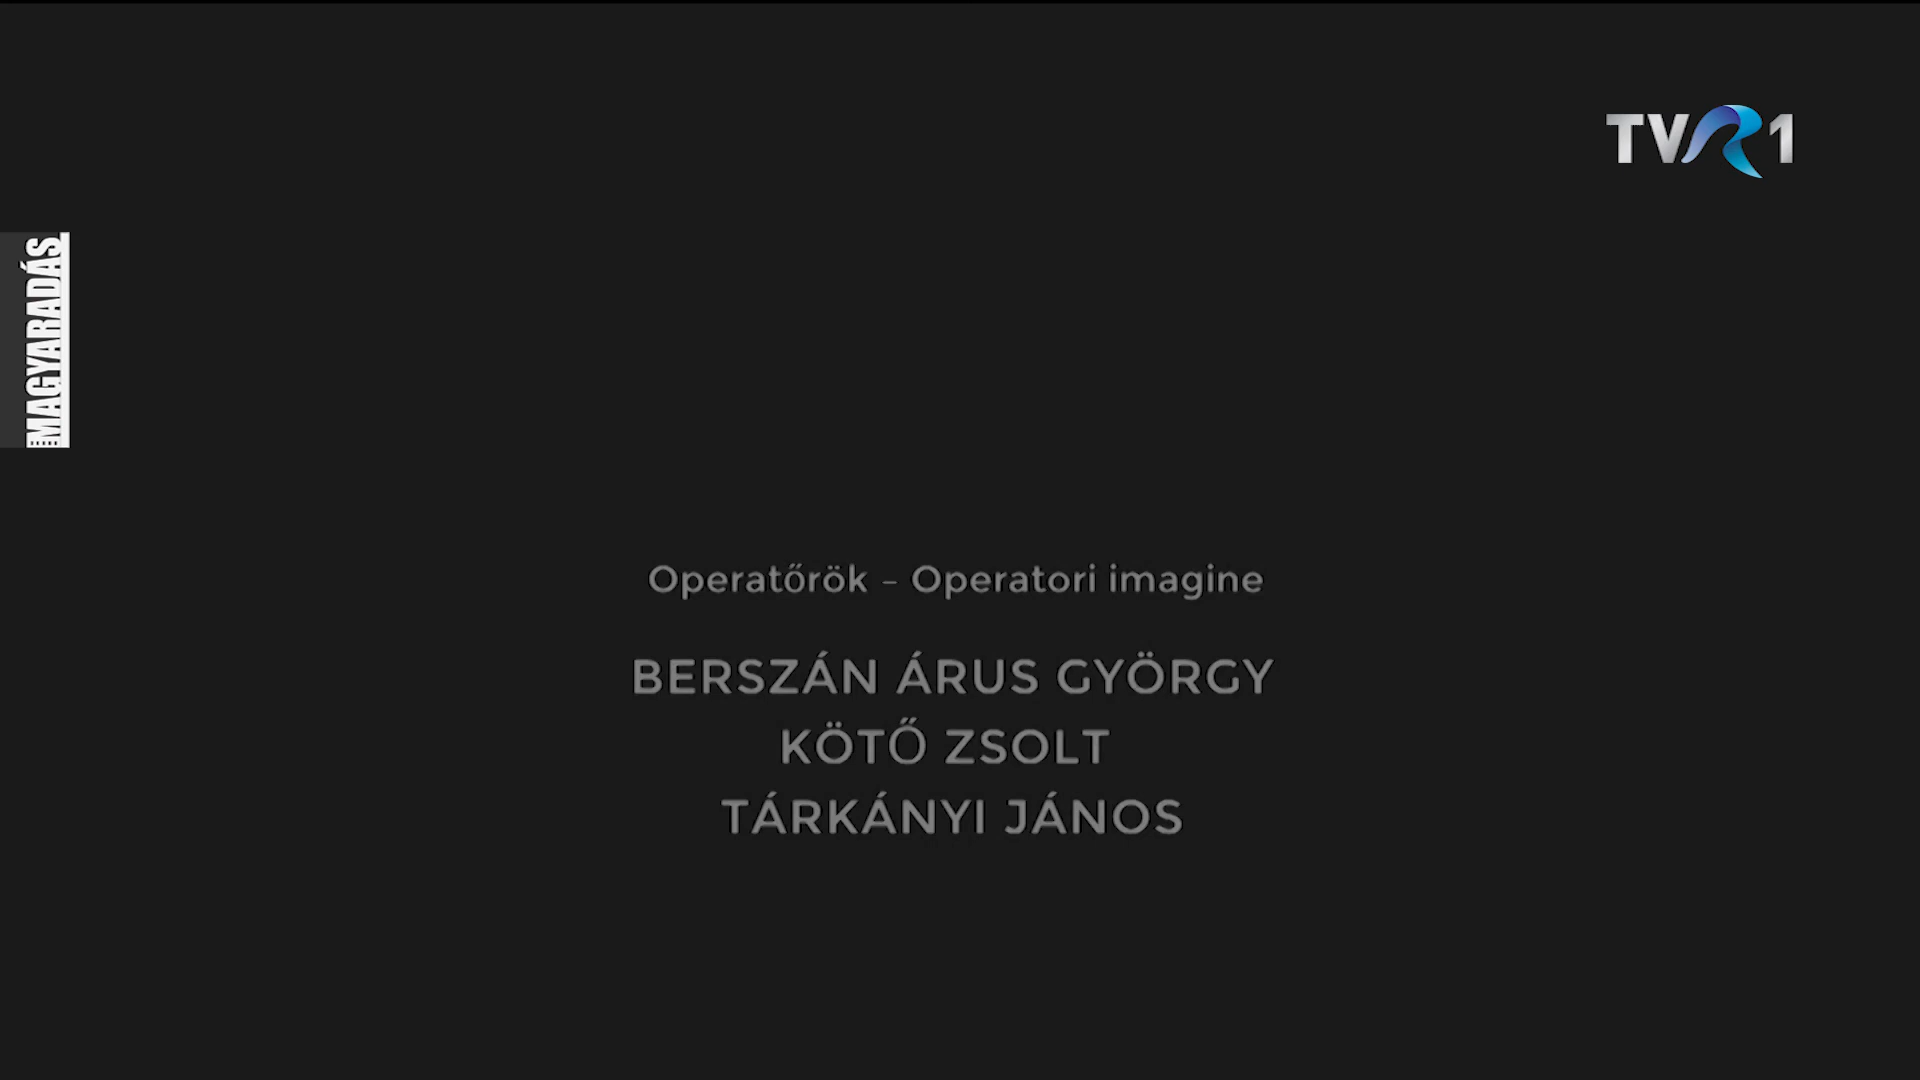 TVR1
MAGYARADÁS
Operatőrök – Operatori imagine
BERSZÁN ÁRUS GYÖRGY
KÖTŐ ZSOLT
TÁRKÁNYI JÁNOS